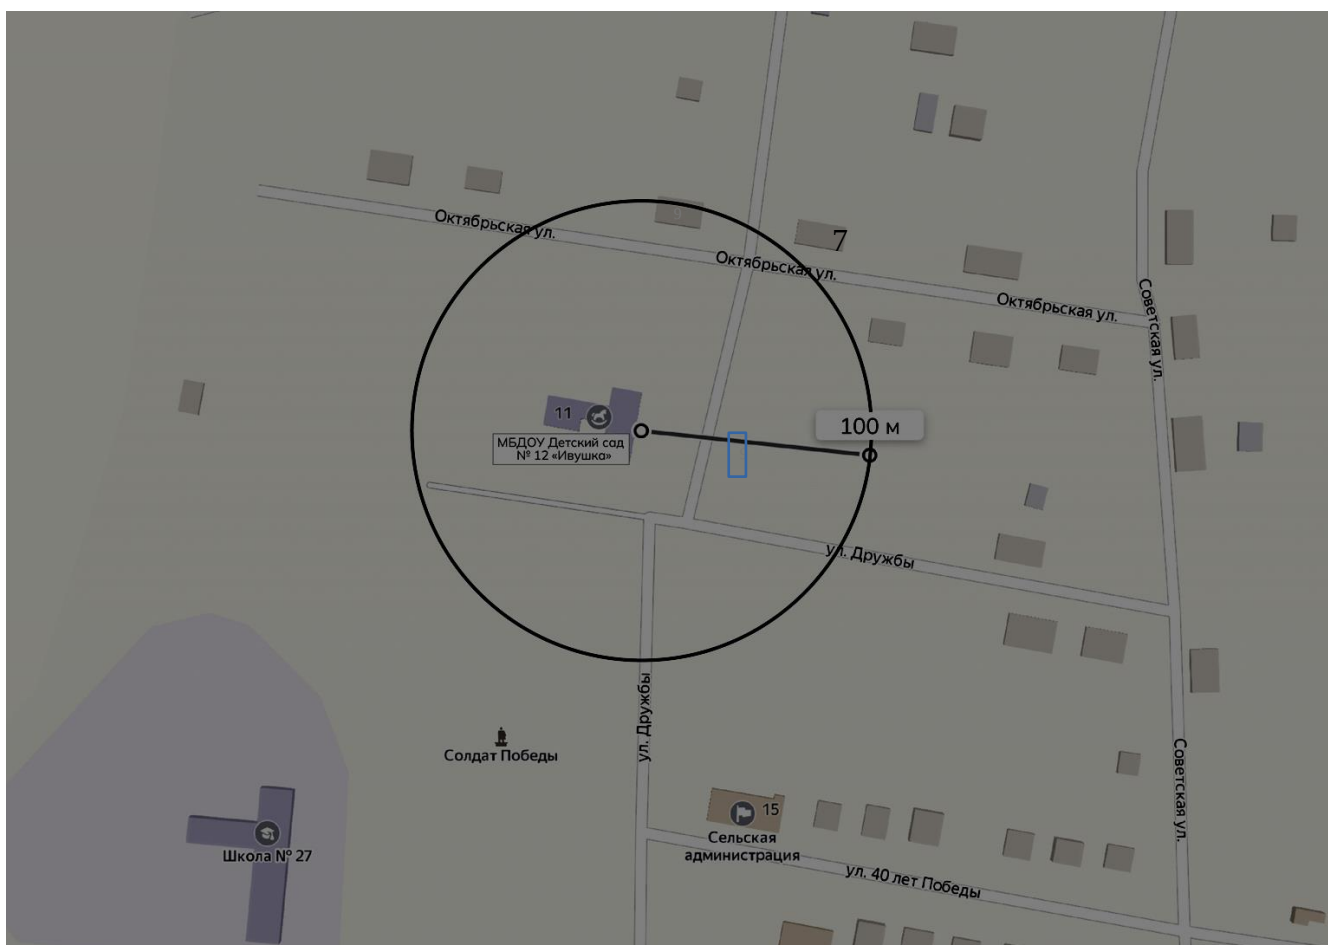 Октябрьская ул.
9
7
Октябрьская ул.
Октябрьская ул.
Советская ул.
11
МБДОУ Детский сад
№ 12 «Ивушка»
100 м
ул. Дружбы
ул. Дружбы
Солдат Победы
Советская ул.
15
Сельская
администрация
Школа № 27
ул. 40 лет Победы